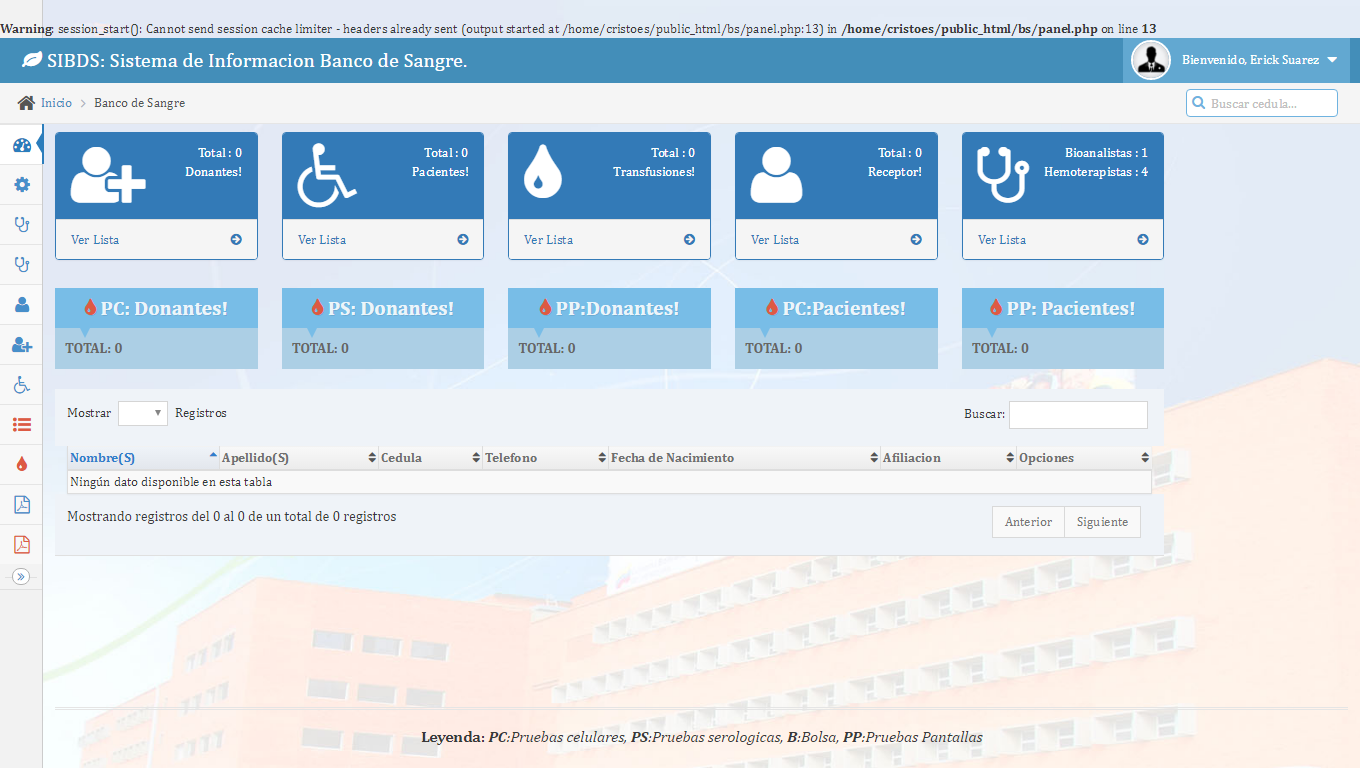 Warning: session_start(): Cannot send session cache limiter - headers already sent (output started at /home/cristoes/public_html/bs/panel.php:13) in /home/cristoes/public_html/bs/panel.php on line 13
SIBDS: Sistema de Informacion Banco de Sangre.
Bienvenido, Erick Suarez
Inicio > Banco de Sangre
Buscar cedula...
Total : 0
Donantes!
Ver Lista
Total : 0
Pacientes!
Ver Lista
Total : 0
Transfusiones!
Ver Lista
Total : 0
Receptor!
Ver Lista
Bioanalistas : 1
Hemoterapistas : 4
Ver Lista
PC: Donantes!
TOTAL: 0
PS: Donantes!
TOTAL: 0
PP:Donantes!
TOTAL: 0
PC:Pacientes!
TOTAL: 0
PP: Pacientes!
TOTAL: 0
Mostrar Registros
Buscar:
Nombre(S) Apellido(S) Cedula Telefono Fecha de Nacimiento Afiliacion Opciones
Ningún dato disponible en esta tabla
Mostrando registros del 0 al 0 de un total de 0 registros
Anterior Siguiente
Leyenda: PC:Pruebas celulares, PS:Pruebas serologicas, B:Bolsa, PP:Pruebas Pantallas